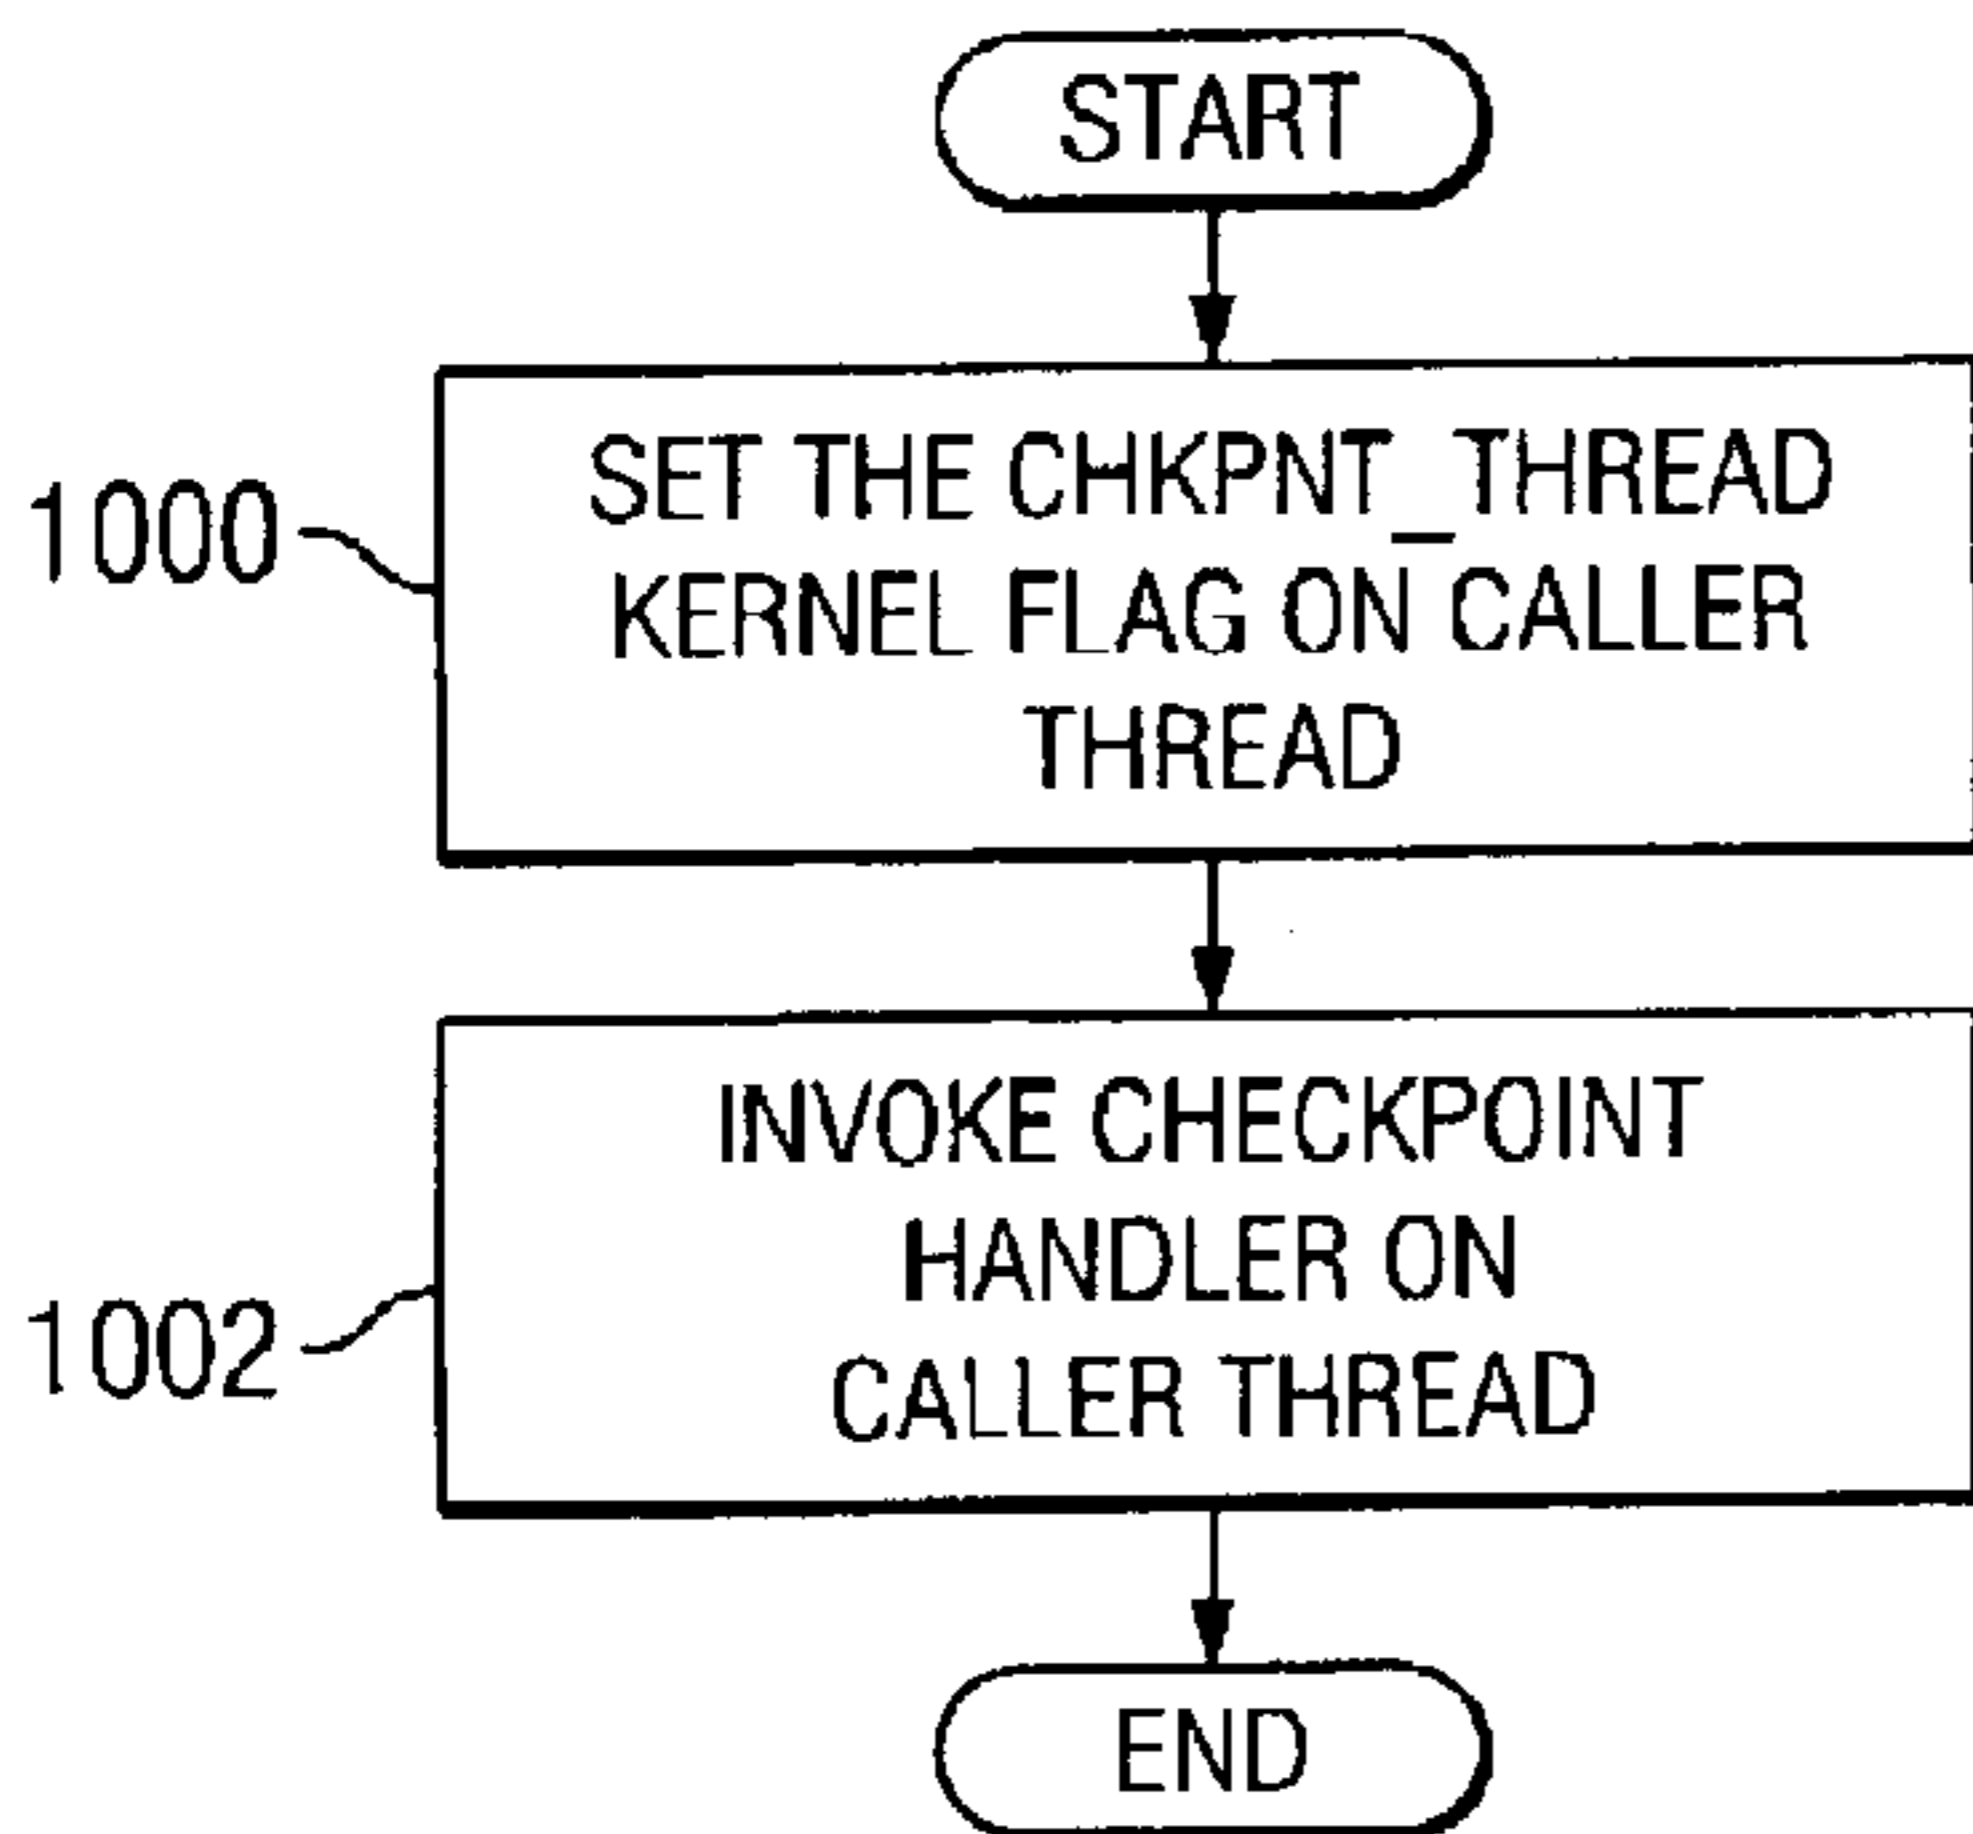 START
1000
SET THE CHKPNT_THREAD
KERNEL FLAG ON CALLER
THREAD
1002
INVOKE CHECKPOINT
HANDLER ON
CALLER THREAD
END